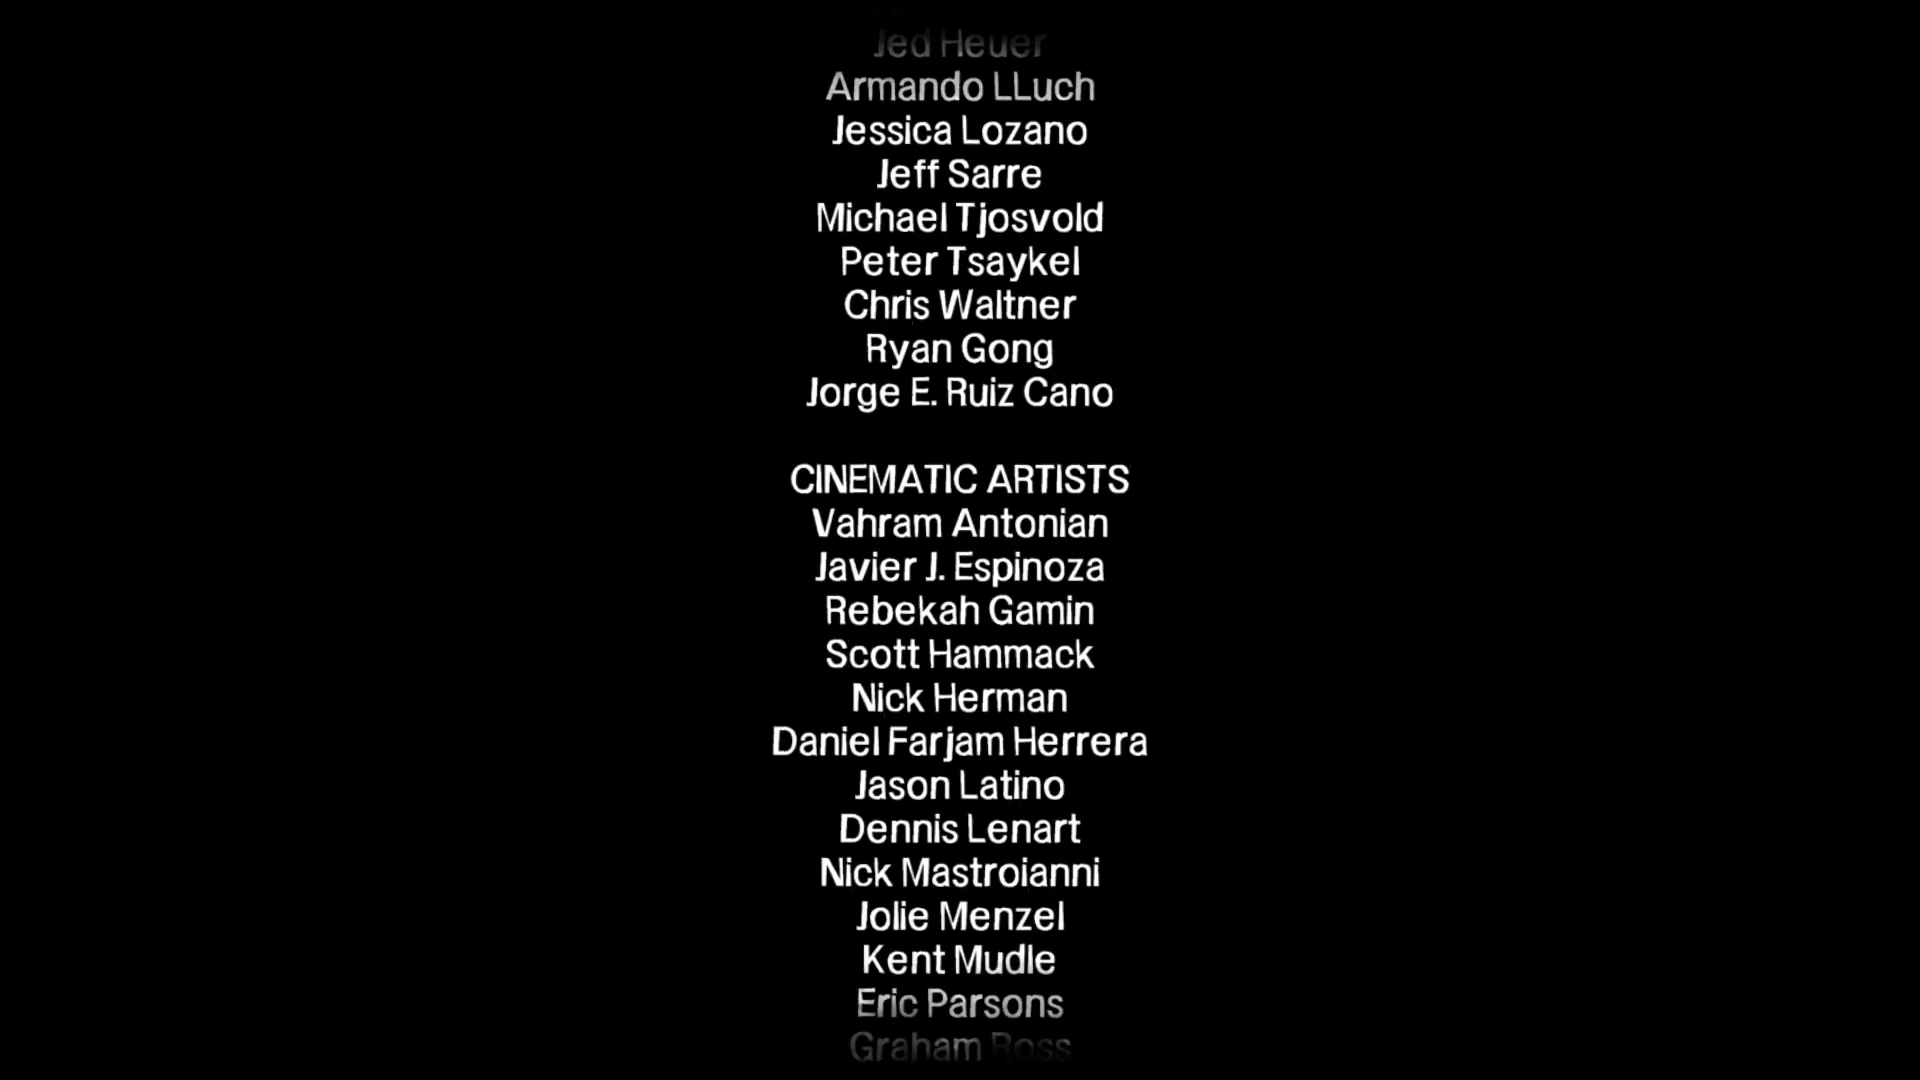 Jed Heuer
Armando LLuch
Jessica Lozano
Jeff Sarre
Michael Tjosvold
Peter Tsaykel
Chris Waltner
Ryan Gong
Jorge E. Ruiz Cano
CINEMATIC ARTISTS
Vahram Antonian
Javier J. Espinoza
Rebekah Gamin
Scott Hammack
Nick Herman
Daniel Farjam Herrera
Jason Latino
Dennis Lenart
Nick Mastroianni
Jolie Menzel
Kent Mudle
Eric Parsons
Graham Ross